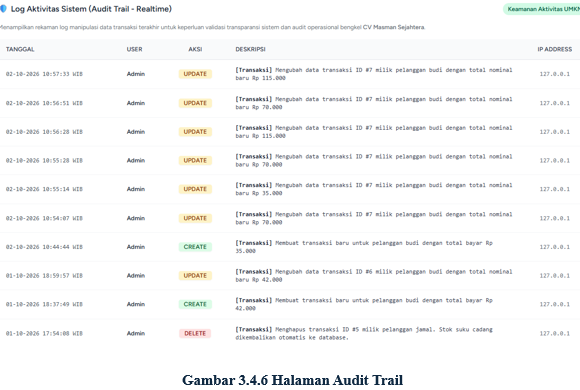 Log Aktivitas Sistem (Audit Trail - Realtime)
Keamanan Aktivitas UMKM
Menampilkan rekaman log manipulasi data transaksi terakhir untuk keperluan validasi transparansi sistem dan audit operasional bengkel CV Masman Sejahtera.
TANGGAL USER AKSI DESKRIPSI IP ADDRESS
02-10-2026 10:57:33 WIB Admin UPDATE [Transaksi] Mengubah data transaksi ID #7 milik pelanggan budi dengan total nominal 127.0.0.1
baru Rp 115.000
02-10-2026 10:56:51 WIB Admin UPDATE [Transaksi] Mengubah data transaksi ID #7 milik pelanggan budi dengan total nominal 127.0.0.1
baru Rp 70.000
02-10-2026 10:56:28 WIB Admin UPDATE [Transaksi] Mengubah data transaksi ID #7 milik pelanggan budi dengan total nominal 127.0.0.1
baru Rp 115.000
02-10-2026 10:55:28 WIB Admin UPDATE [Transaksi] Mengubah data transaksi ID #7 milik pelanggan budi dengan total nominal 127.0.0.1
baru Rp 70.000
02-10-2026 10:55:14 WIB Admin UPDATE [Transaksi] Mengubah data transaksi ID #7 milik pelanggan budi dengan total nominal 127.0.0.1
baru Rp 35.000
02-10-2026 10:54:07 WIB Admin UPDATE [Transaksi] Mengubah data transaksi ID #7 milik pelanggan budi dengan total nominal 127.0.0.1
baru Rp 70.000
02-10-2026 10:44:44 WIB Admin CREATE [Transaksi] Membuat transaksi baru untuk pelanggan budi dengan total bayar Rp 127.0.0.1
35.000
01-10-2026 18:59:57 WIB Admin UPDATE [Transaksi] Mengubah data transaksi ID #6 milik pelanggan budi dengan total nominal 127.0.0.1
baru Rp 42.000
01-10-2026 18:37:49 WIB Admin CREATE [Transaksi] Membuat transaksi baru untuk pelanggan budi dengan total bayar Rp 127.0.0.1
42.000
01-10-2026 17:54:08 WIB Admin DELETE [Transaksi] Menghapus transaksi ID #5 milik pelanggan jamal. Stok suku cadang 127.0.0.1
dikembalikan otomatis ke database.
Gambar 3.4.6 Halaman Audit Trail